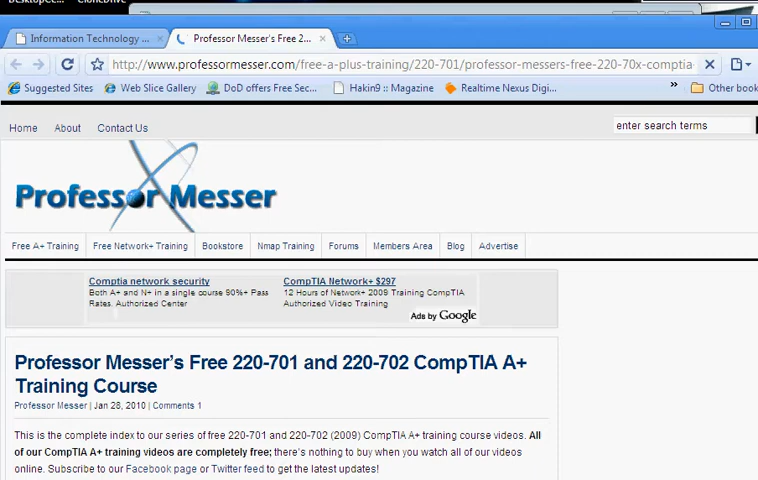 Information Technology ...
Professor Messer's Free 2...
http://www.professormesser.com/free-a-plus-training/220-701/professor-messers-free-220-70x-comptia-
Suggested Sites
Web Slice Gallery
DoD offers Free Sec...
Hakin9 :: Magazine
Realtime Nexus Digi...
»
Other book
Home About Contact Us
enter search terms
Professor Messer
Free A+ Training Free Network+ Training Bookstore Nmap Training Forums Members Area Blog Advertise
Comptia network security
Both A+ and N+ in a single course 90%+ Pass
Rates. Authorized Center
CompTIA Network+ $297
12 Hours of Network+ 2009 Training CompTIA
Authorized Video Training
Ads by Google
Professor Messer's Free 220-701 and 220-702 CompTIA A+
Training Course
Professor Messer | Jan 28, 2010 | Comments 1
This is the complete index to our series of free 220-701 and 220-702 (2009) CompTIA A+ training course videos. All
of our CompTIA A+ training videos are completely free; there's nothing to buy when you watch all of our videos
online. Subscribe to our Facebook page or Twitter feed to get the latest updates!